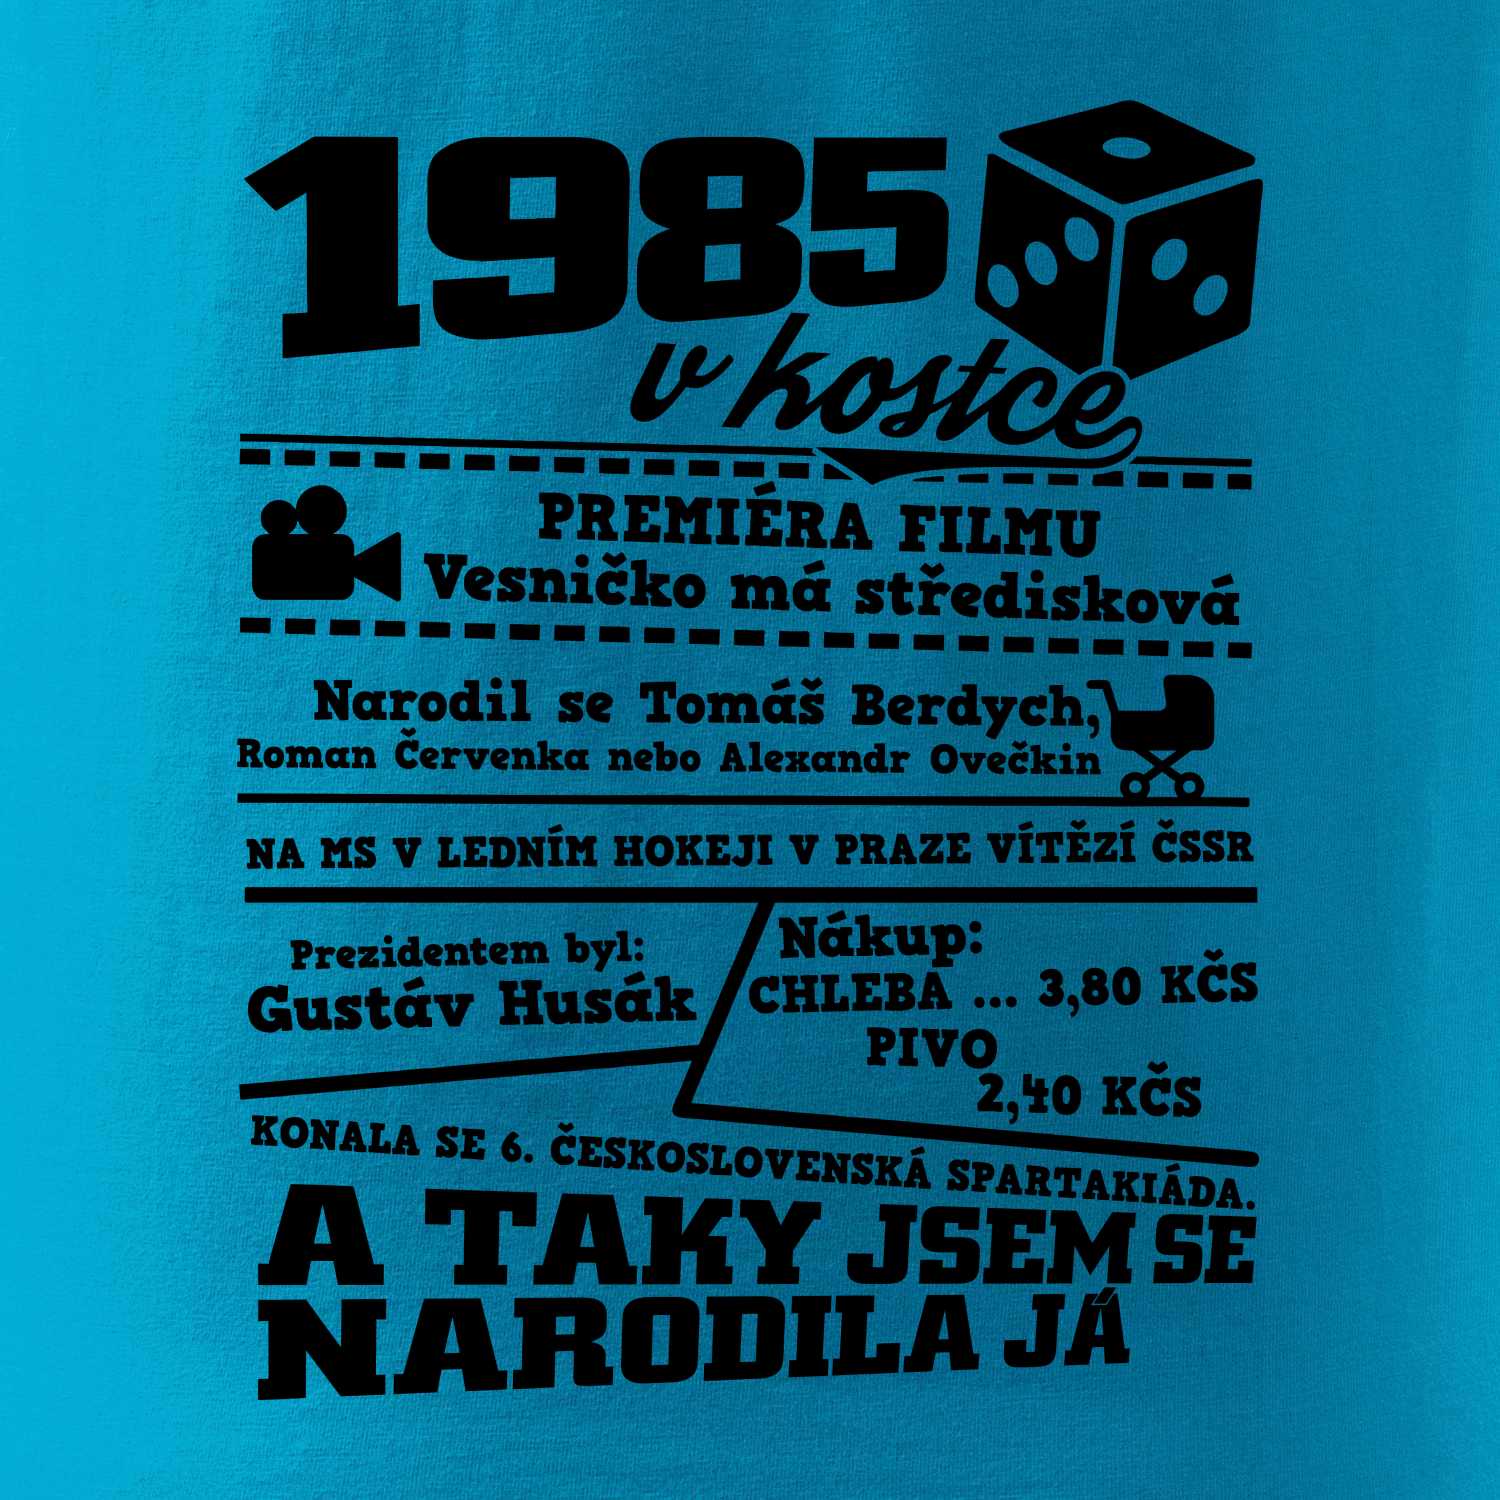 1985
v kostce
PREMIÉRA FILMU
Vesničko má středisková
Narodil se Tomáš Berdych,
Roman Červenka nebo Alexandr Ovečkin
NA MS V LEDNÍM HOKEJI V PRAZE VÍTĚZÍ ČSSR
Prezidentem byl:
Gustáv Husák
Nákup:
CHLEBA ... 3,80 KČS
PIVO
2,40 KČS
KONALA SE 6. ČESKOSLOVENSKÁ SPARTAKIÁDA.
A TAKY JSEM SE
NARODILA JÁ